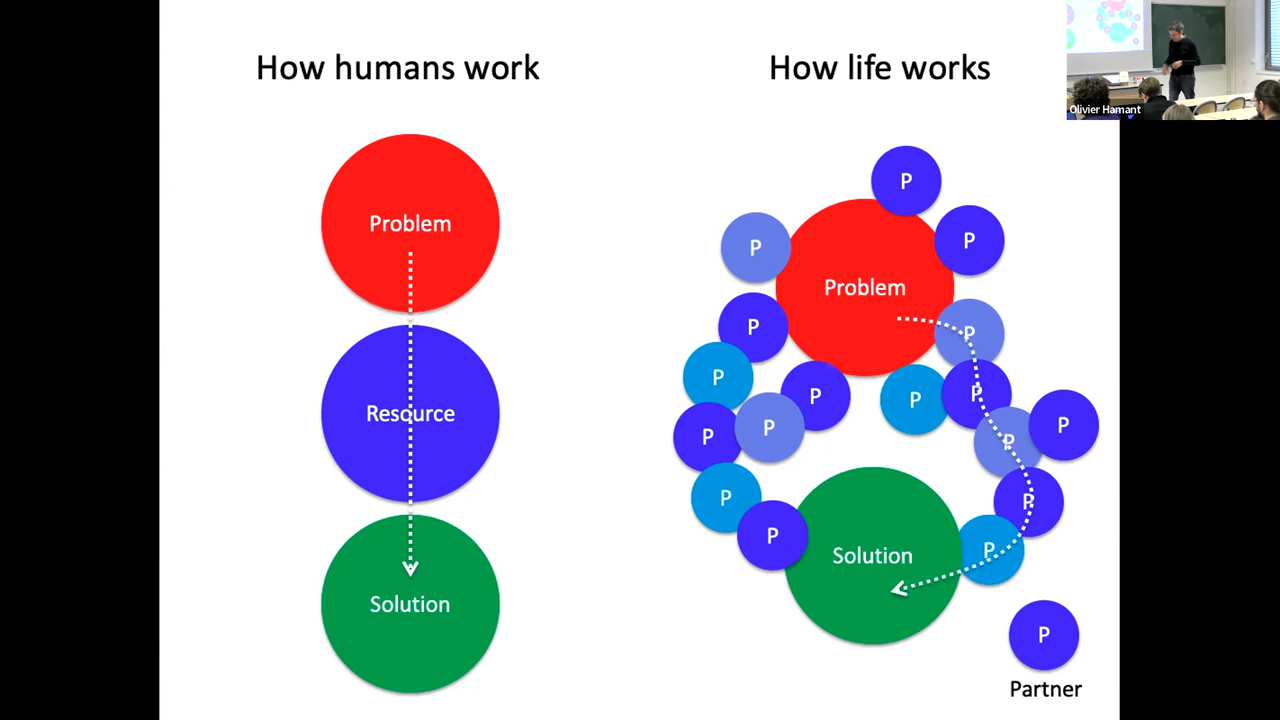 Olivier Hamant
How humans work
Problem
Resource
Solution
How life works
P
P
P
Problem
P
P
P
P
P
P
P
P
P
P
P
P
P
P
Solution
P
Partner